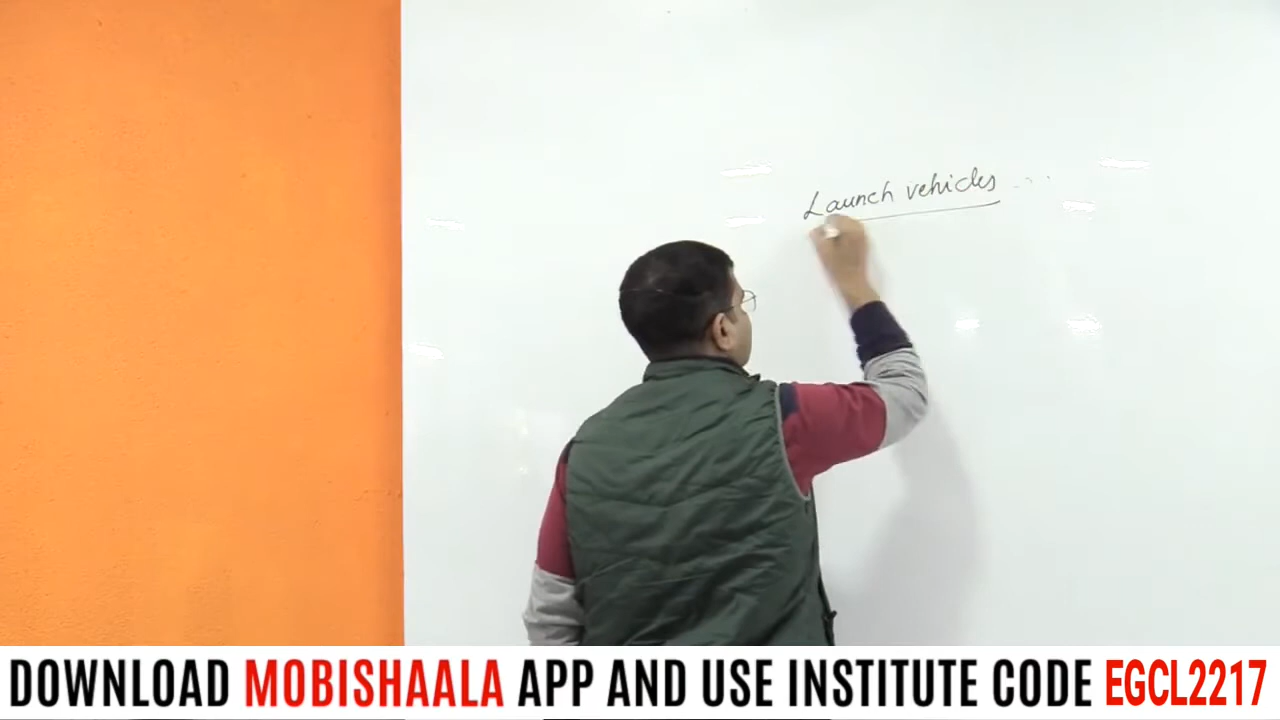 Launch vehicles ...
DOWNLOAD MOBISHAALA APP AND USE INSTITUTE CODE EGCL2217